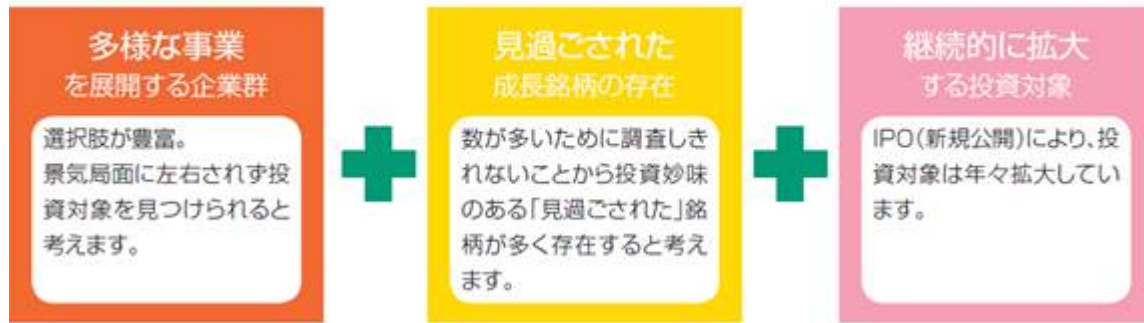 多様な事業
を展開する企業群
選択肢が豊富。
景気局面に左右されず投
資対象を見つけられると
考えます。
見過ごされた
成長銘柄の存在
数が多いために調査しき
れないことから投資妙味
のある「見過ごされた」銘
柄が多く存在すると考え
ます。
継続的に拡大
する投資対象
IPO(新規公開)により、投
資対象は年々拡大してい
ます。